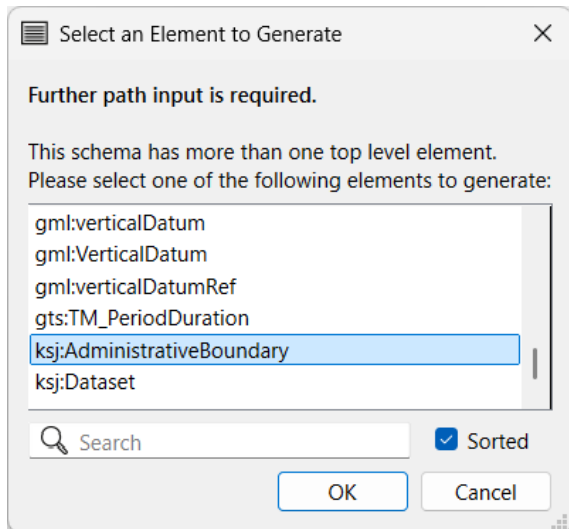 Select an Element to Generate
Further path input is required.
This schema has more than one top level element.
Please select one of the following elements to generate:
gml:verticalDatum
gml:VerticalDatum
gml:verticalDatumRef
gts:TM_PeriodDuration
ksj:AdministrativeBoundary
ksj:Dataset
Search
Sorted
OK
Cancel